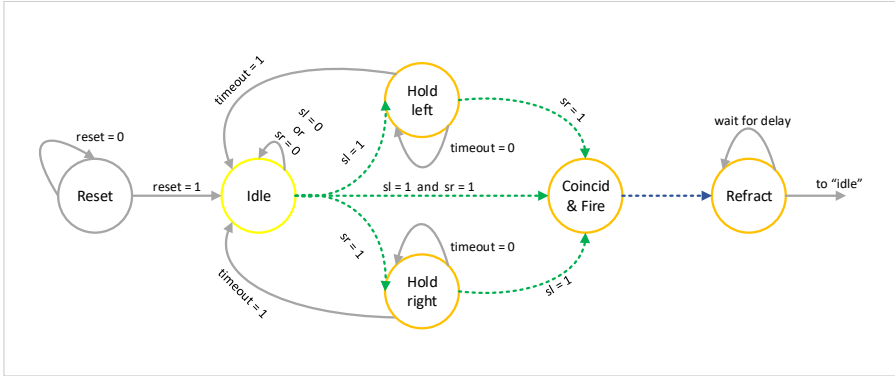 reset = 0
Reset
reset = 1
Idle
sl = 0
or
sr = 0
timeout = 1
sl = 1
Hold
left
timeout = 0
sr = 1
sl = 1 and sr = 1
Coincid
& Fire
sr = 1
timeout = 1
timeout = 0
Hold
right
sl = 1
wait for delay
Refract
to “idle”